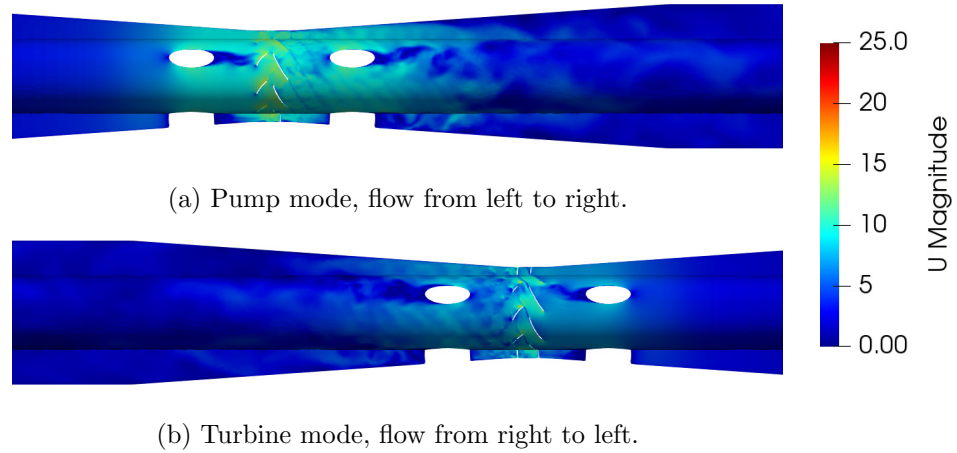 (a) Pump mode, flow from left to right.
25.0
20
15
10
5
0.00
U Magnitude
(b) Turbine mode, flow from right to left.